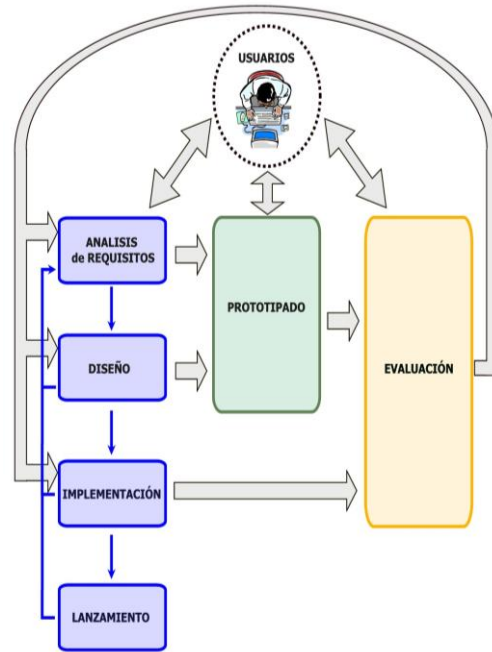 USUARIOS
ANALISIS
de REQUISITOS
PROTOTIPADO
DISEÑO
EVALUACIÓN
IMPLEMENTACIÓN
LANZAMIENTO